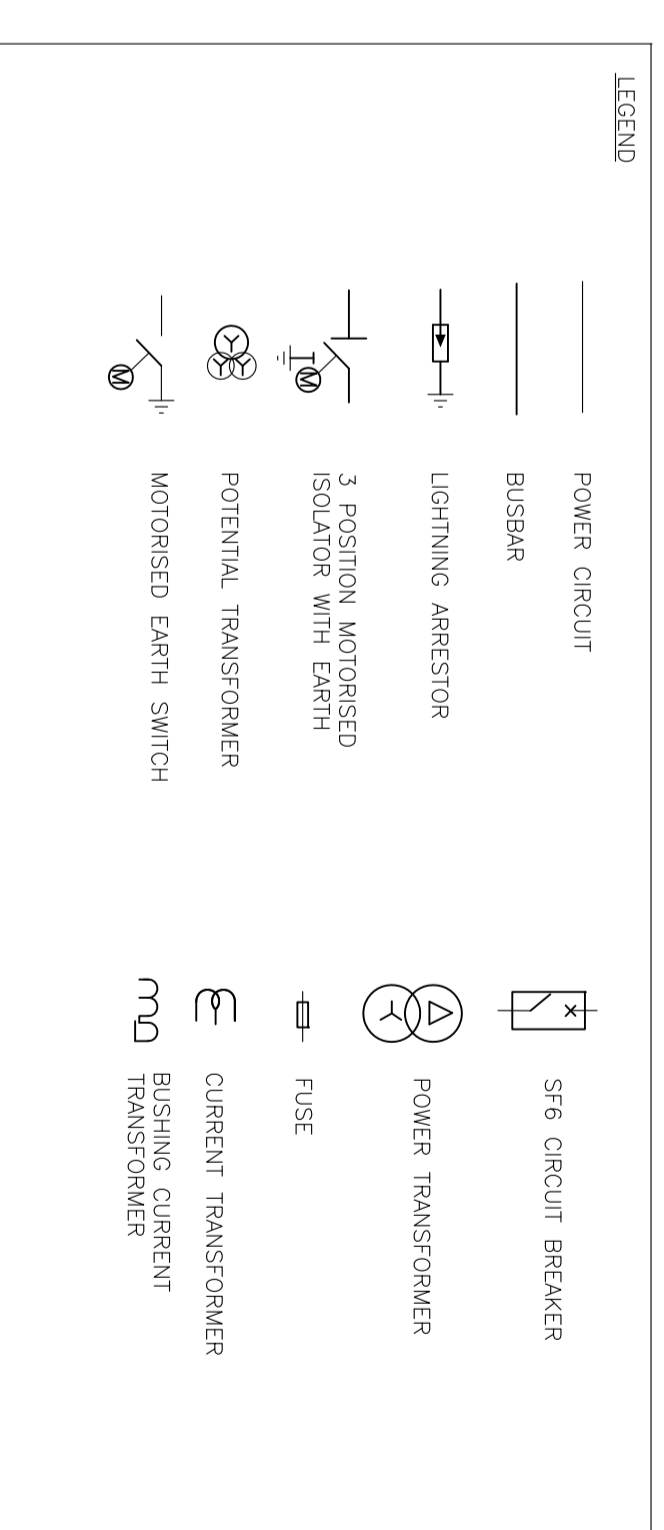 LEGEND
POWER CIRCUIT
BUSBAR
LIGHTNING ARRESTOR
3 POSITION MOTORISED
ISOLATOR WITH EARTH
M
POTENTIAL TRANSFORMER
MOTORISED EARTH SWITCH
M
SF6 CIRCUIT BREAKER
POWER TRANSFORMER
FUSE
CURRENT TRANSFORMER
BUSHING CURRENT
TRANSFORMER